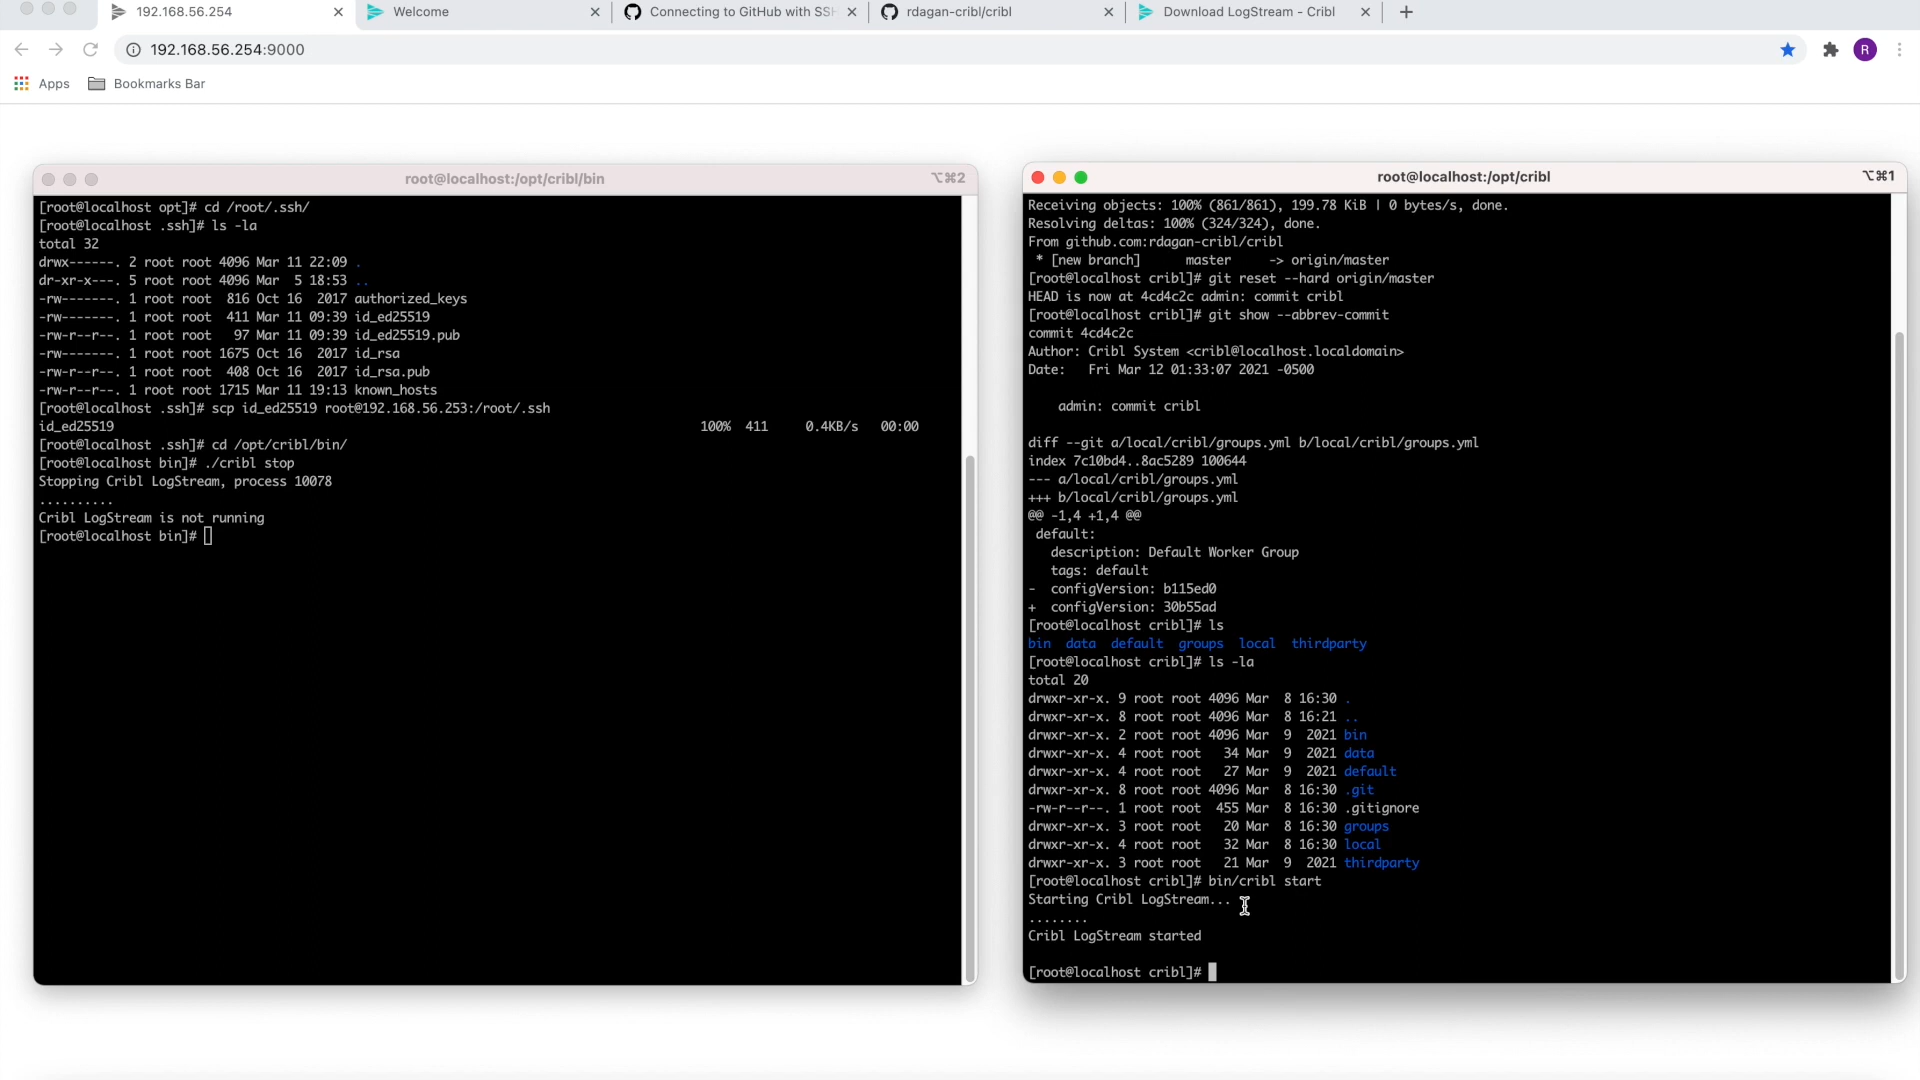 192.168.56.254
Welcome
Connecting to GitHub with SSH
rdagan-cribl/cribl
Download LogStream - Cribl
192.168.56.254:9000
R
Apps
Bookmarks Bar
root@localhost:/opt/cribl/bin
⌥⌘2
[root@localhost opt]# cd /root/.ssh/
[root@localhost .ssh]# ls -la
total 32
drwx------. 2 root root 4096 Mar 11 22:09 .
dr-xr-x---. 5 root root 4096 Mar  5 18:53 ..
-rw-------. 1 root root  816 Oct 16  2017 authorized_keys
-rw-------. 1 root root  411 Mar 11 09:39 id_ed25519
-rw-r--r--. 1 root root   97 Mar 11 09:39 id_ed25519.pub
-rw-------. 1 root root 1675 Oct 16  2017 id_rsa
-rw-r--r--. 1 root root  408 Oct 16  2017 id_rsa.pub
-rw-r--r--. 1 root root 1715 Mar 11 19:13 known_hosts
[root@localhost .ssh]# scp id_ed25519 root@192.168.56.253:/root/.ssh
id_ed25519 100% 411 0.4KB/s 00:00
[root@localhost .ssh]# cd /opt/cribl/bin/
[root@localhost bin]# ./cribl stop
Stopping Cribl LogStream, process 10078
..........
Cribl LogStream is not running
[root@localhost bin]#
root@localhost:/opt/cribl
⌥⌘1
Receiving objects: 100% (861/861), 199.78 KiB | 0 bytes/s, done.
Resolving deltas: 100% (324/324), done.
From github.com:rdagan-cribl/cribl
 * [new branch]      master     -> origin/master
[root@localhost cribl]# git reset --hard origin/master
HEAD is now at 4cd4c2c admin: commit cribl
[root@localhost cribl]# git show --abbrev-commit
commit 4cd4c2c
Author: Cribl System <cribl@localhost.localdomain>
Date:   Fri Mar 12 01:33:07 2021 -0500
    admin: commit cribl
diff --git a/local/cribl/groups.yml b/local/cribl/groups.yml
index 7c10bd4..8ac5289 100644
--- a/local/cribl/groups.yml
+++ b/local/cribl/groups.yml
@@ -1,4 +1,4 @@
 default:
   description: Default Worker Group
   tags: default
-  configVersion: b115ed0
+  configVersion: 30b55ad
[root@localhost cribl]# ls
bin  data  default  groups  local  thirdparty
[root@localhost cribl]# ls -la
total 20
drwxr-xr-x. 9 root root 4096 Mar  8 16:30 .
drwxr-xr-x. 8 root root 4096 Mar  8 16:21 ..
drwxr-xr-x. 2 root root 4096 Mar  9  2021 bin
drwxr-xr-x. 4 root root   34 Mar  9  2021 data
drwxr-xr-x. 4 root root   27 Mar  9  2021 default
drwxr-xr-x. 8 root root 4096 Mar  8 16:30 .git
-rw-r--r--. 1 root root  455 Mar  8 16:30 .gitignore
drwxr-xr-x. 3 root root   20 Mar  8 16:30 groups
drwxr-xr-x. 4 root root   32 Mar  8 16:30 local
drwxr-xr-x. 3 root root   21 Mar  9  2021 thirdparty
[root@localhost cribl]# bin/cribl start
Starting Cribl LogStream...
........
Cribl LogStream started
[root@localhost cribl]#